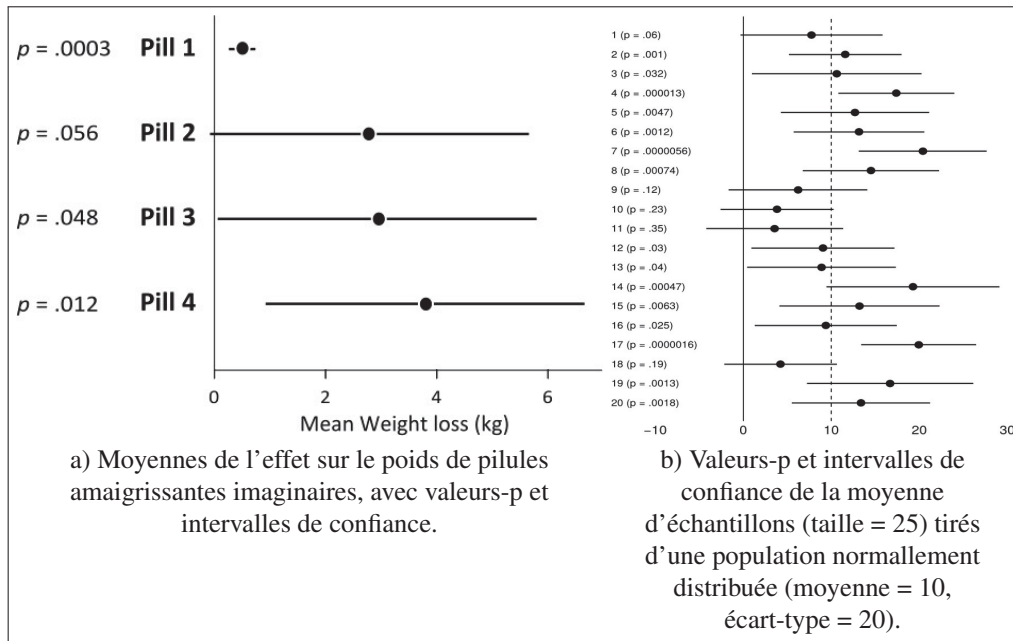 p = .0003 Pill 1
p = .056 Pill 2
p = .048 Pill 3
p = .012 Pill 4
0 2 4 6
Mean Weight loss (kg)
a) Moyennes de l'effet sur le poids de pilules
amaigrissantes imaginaires, avec valeurs-p et
intervalles de confiance.
1 (p = .06)
2 (p = .001)
3 (p = .032)
4 (p = .000013)
5 (p = .0047)
6 (p = .0012)
7 (p = .0000056)
8 (p = .00074)
9 (p = .12)
10 (p = .23)
11 (p = .35)
12 (p = .03)
13 (p = .04)
14 (p = .00047)
15 (p = .0063)
16 (p = .025)
17 (p = .0000016)
18 (p = .19)
19 (p = .0013)
20 (p = .0018)
−10 0 10 20 30
b) Valeurs-p et intervalles de
confiance de la moyenne
d'échantillons (taille = 25) tirés
d'une population normallement
distribuée (moyenne = 10,
écart-type = 20).